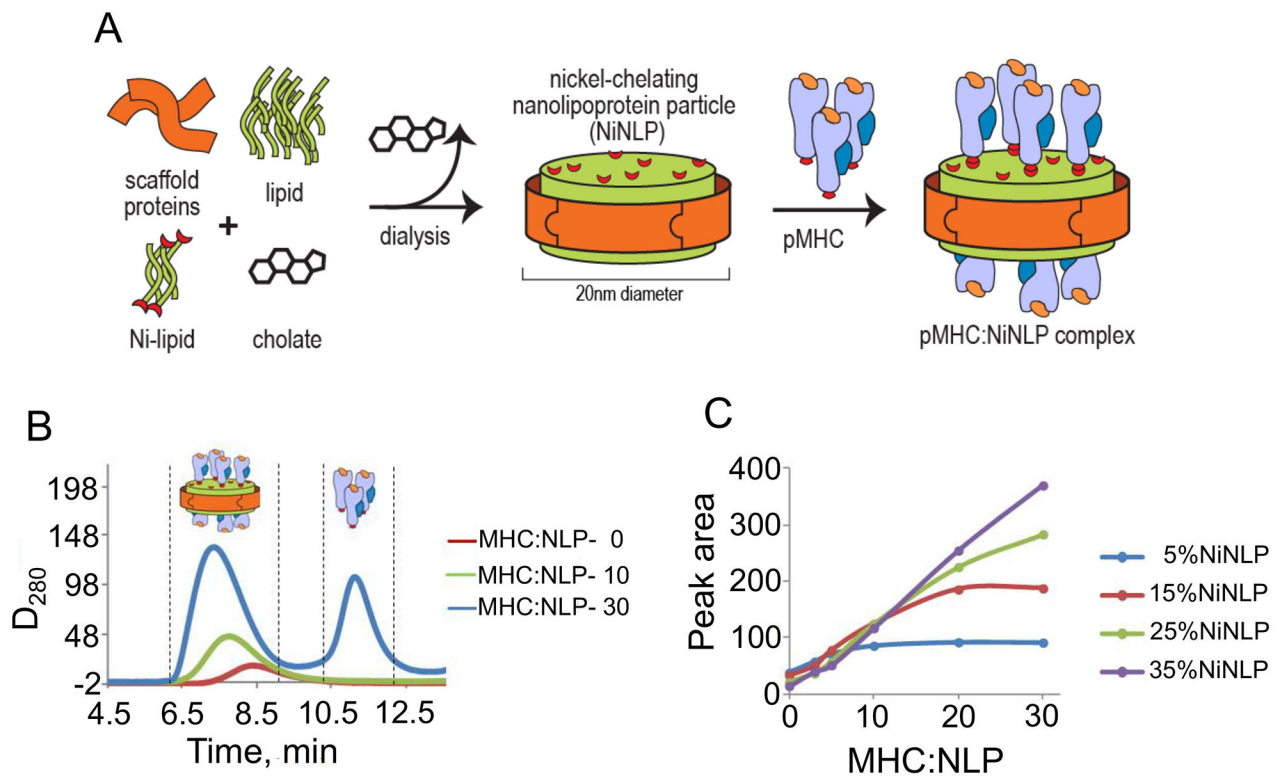 A
scaffold
proteins
lipid
+
Ni-lipid
cholate
dialysis
nickel-chelating
nanolipoprotein particle
(NiNLP)
20nm diameter
pMHC
pMHC:NiNLP complex
B
D280
198
148
98
48
-2
4.5 6.5 8.5 10.5 12.5
Time, min
MHC:NLP- 0
MHC:NLP- 10
MHC:NLP- 30
C
Peak area
400
300
200
100
0
0 10 20 30
MHC:NLP
5%NiNLP
15%NiNLP
25%NiNLP
35%NiNLP